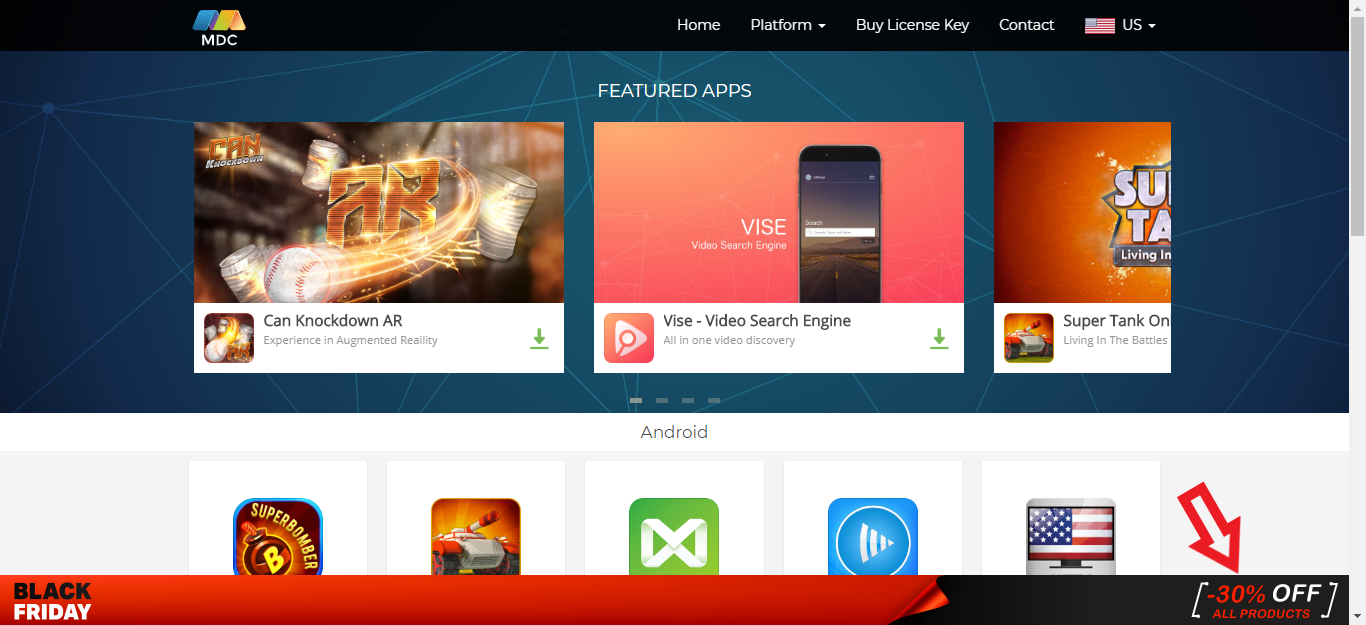 MDC
Home
Platform
Buy License Key
Contact
US
FEATURED APPS
CAN
KNOCKDOWN
AR
VISE
Video Search Engine
Search
SU
TA
Living In
Can Knockdown AR
Experience in Augmented Reaility
Vise - Video Search Engine
All in one video discovery
Super Tank On
Living In The Battles
Android
SUPERBOMBER
B
BLACK
FRIDAY
-30% OFF
ALL PRODUCTS